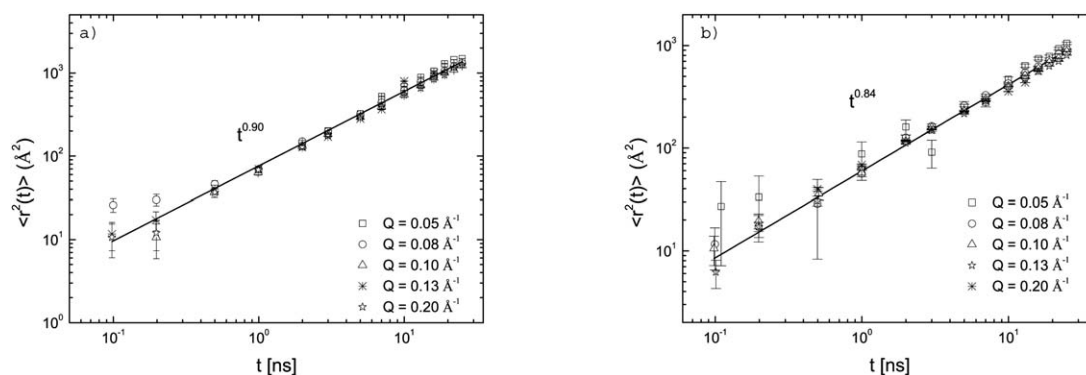 a)
t^0.90
<r²(t)> (Å²)
10³
10²
10¹
10⁰
Q = 0.05 Å⁻¹
Q = 0.08 Å⁻¹
Q = 0.10 Å⁻¹
Q = 0.13 Å⁻¹
Q = 0.20 Å⁻¹
10⁻¹ 10⁰ 10¹
t [ns]
b)
t^0.84
<r²(t)> (Å²)
10³
10²
10¹
Q = 0.05 Å⁻¹
Q = 0.08 Å⁻¹
Q = 0.10 Å⁻¹
Q = 0.13 Å⁻¹
Q = 0.20 Å⁻¹
10⁻¹ 10⁰ 10¹
t [ns]